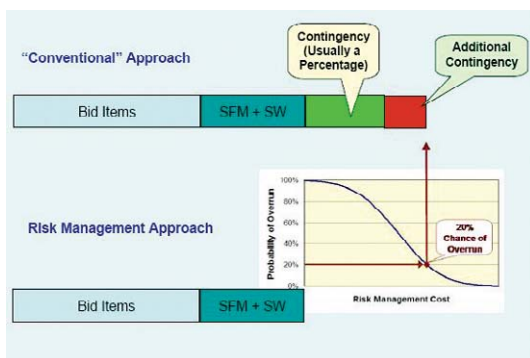 "Conventional" Approach
Contingency
(Usually a
Percentage)
Additional
Contingency
Bid Items
SFM + SW
Risk Management Approach
Probability of Overrun
100%
80%
60%
40%
20%
0%
20%
Chance of
Overrun
Risk Management Cost
Bid Items
SFM + SW